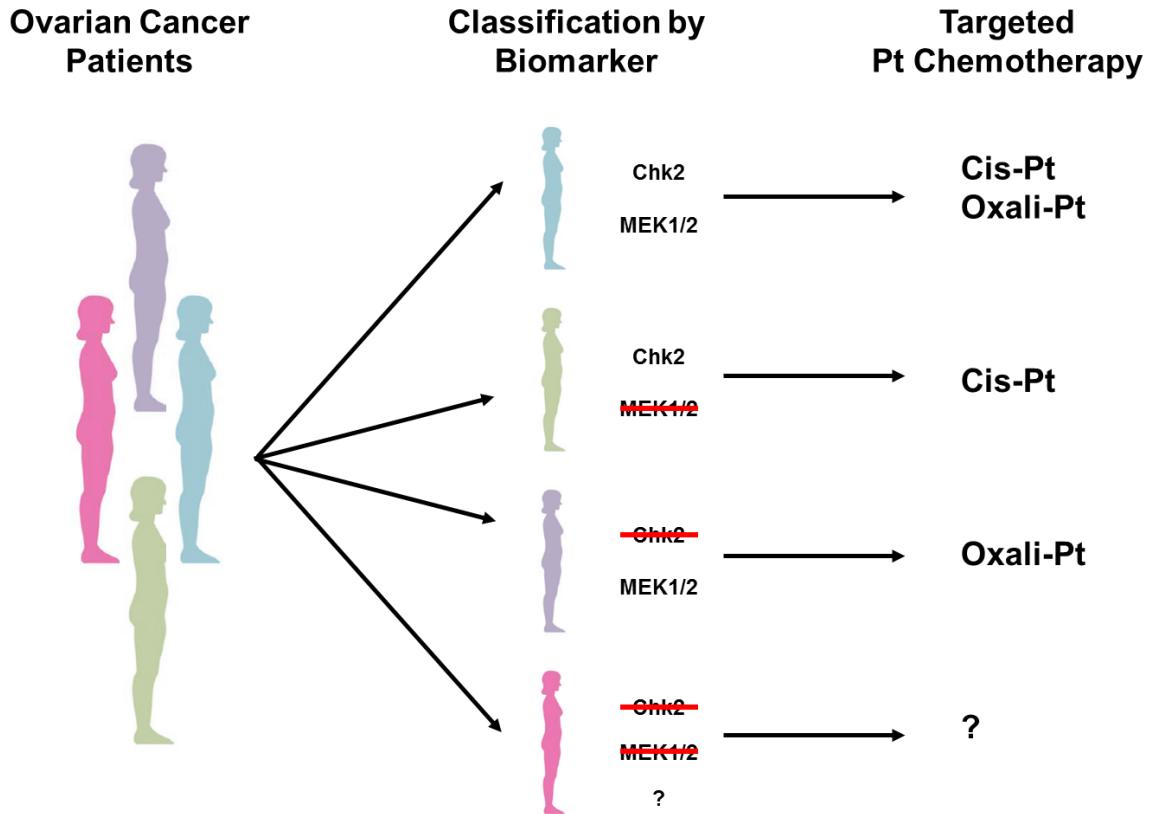 Ovarian Cancer
Patients
Classification by
Biomarker
Targeted
Pt Chemotherapy
Chk2
MEK1/2
Cis-Pt
Oxali-Pt
Chk2
MEK1/2
Cis-Pt
Chk2
MEK1/2
Oxali-Pt
Chk2
MEK1/2
?
?